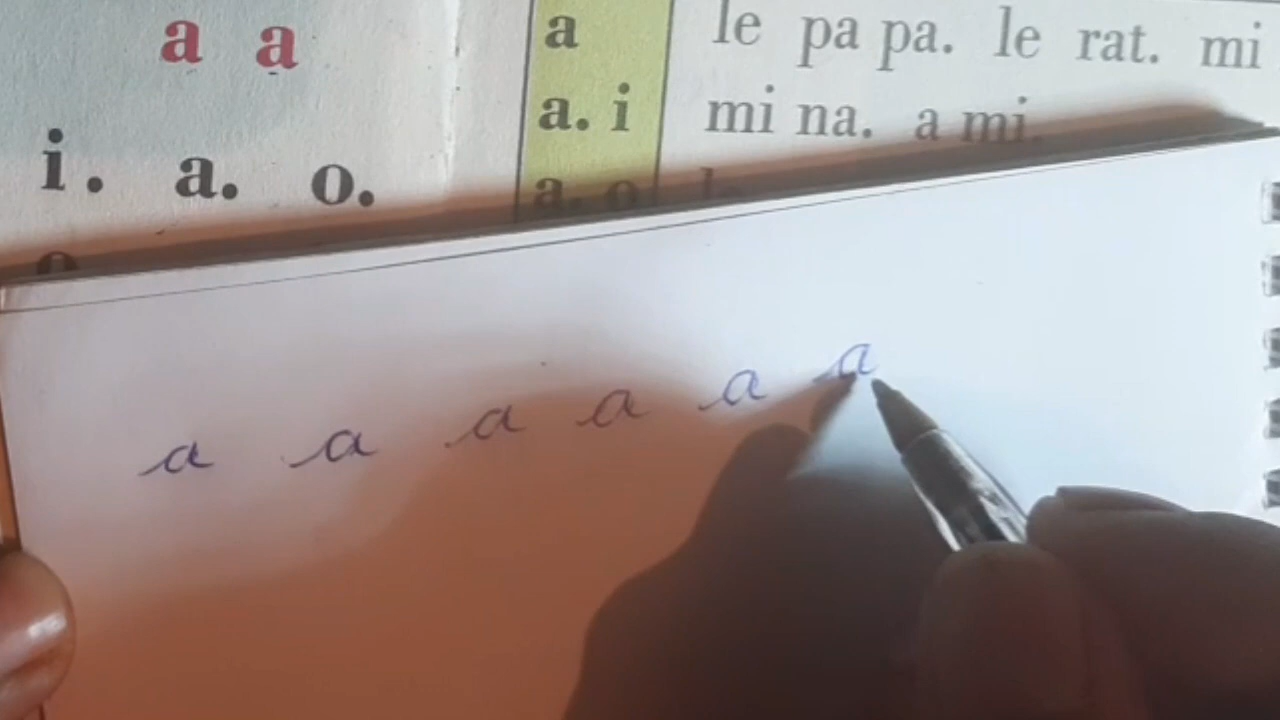 a a
i. a. o.
a le pa pa. le rat. mi
a. i mi na. a mi.
a. o
a a a a a a